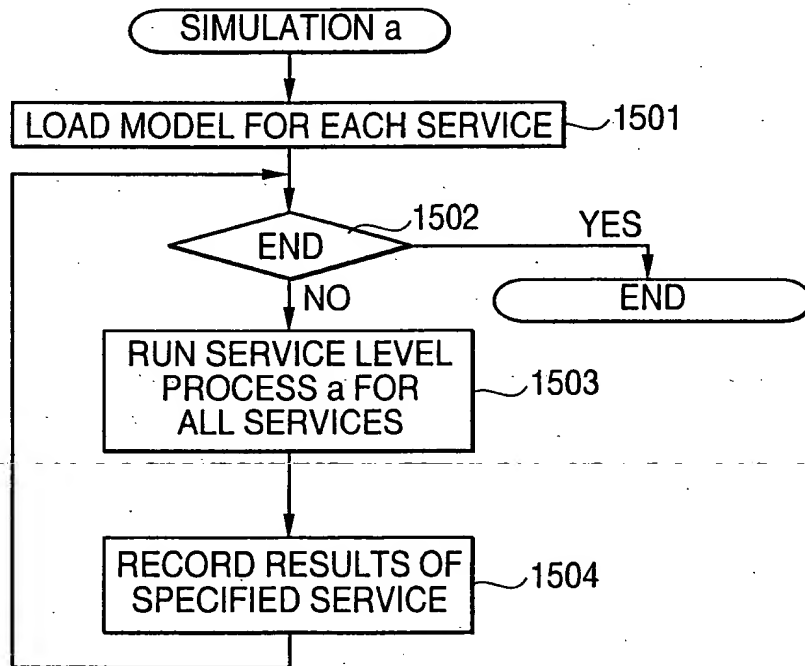 SIMULATION a
LOAD MODEL FOR EACH SERVICE
1501
1502
END
YES
END
NO
RUN SERVICE LEVEL
PROCESS a FOR
ALL SERVICES
1503
RECORD RESULTS OF
SPECIFIED SERVICE
1504